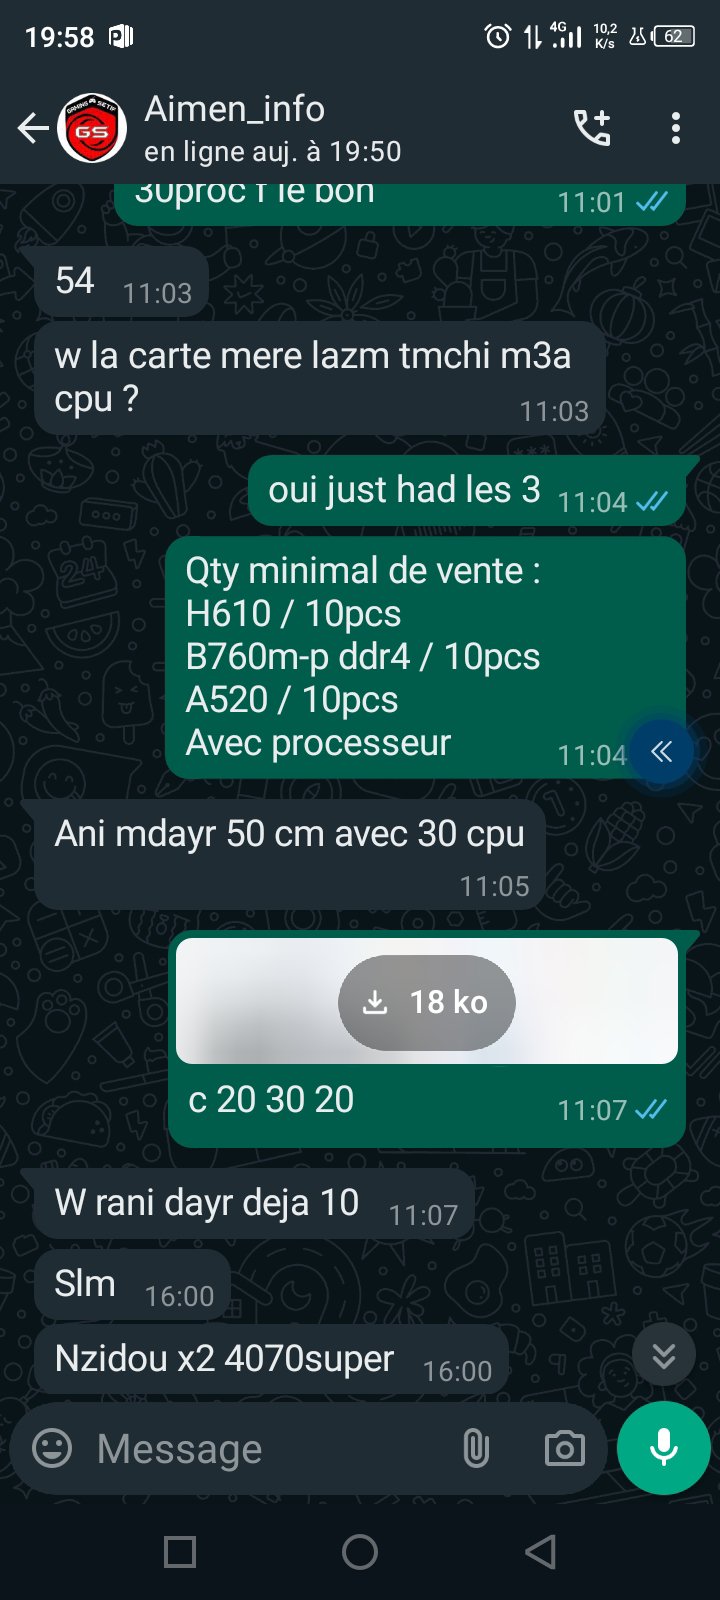 19:58
4G
10,2
K/s
62
GAMING SETIF
GS
Aimen_info
en ligne auj. à 19:50
30proc f le bon
11:01
54
11:03
w la carte mere lazm tmchi m3a
cpu ?
11:03
oui just had les 3
11:04
Qty minimal de vente :
H610 / 10pcs
B760m-p ddr4 / 10pcs
A520 / 10pcs
Avec processeur
11:04
Ani mdayr 50 cm avec 30 cpu
11:05
18 ko
c 20 30 20
11:07
W rani dayr deja 10
11:07
Slm
16:00
Nzidou x2 4070super
16:00
Message